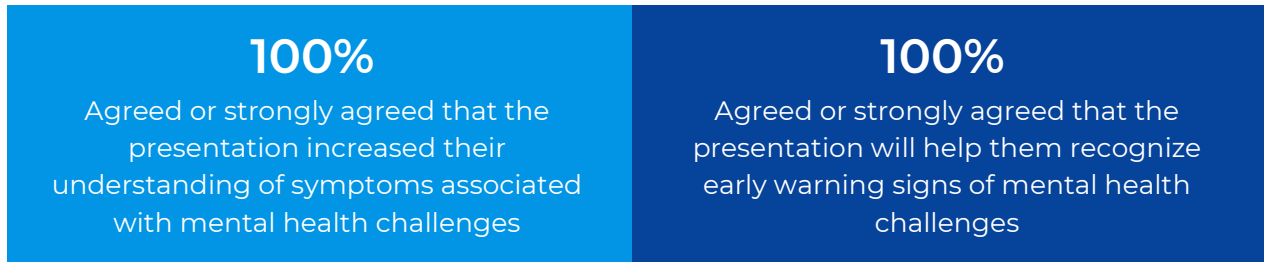 100%
Agreed or strongly agreed that the
presentation increased their
understanding of symptoms associated
with mental health challenges
100%
Agreed or strongly agreed that the
presentation will help them recognize
early warning signs of mental health
challenges